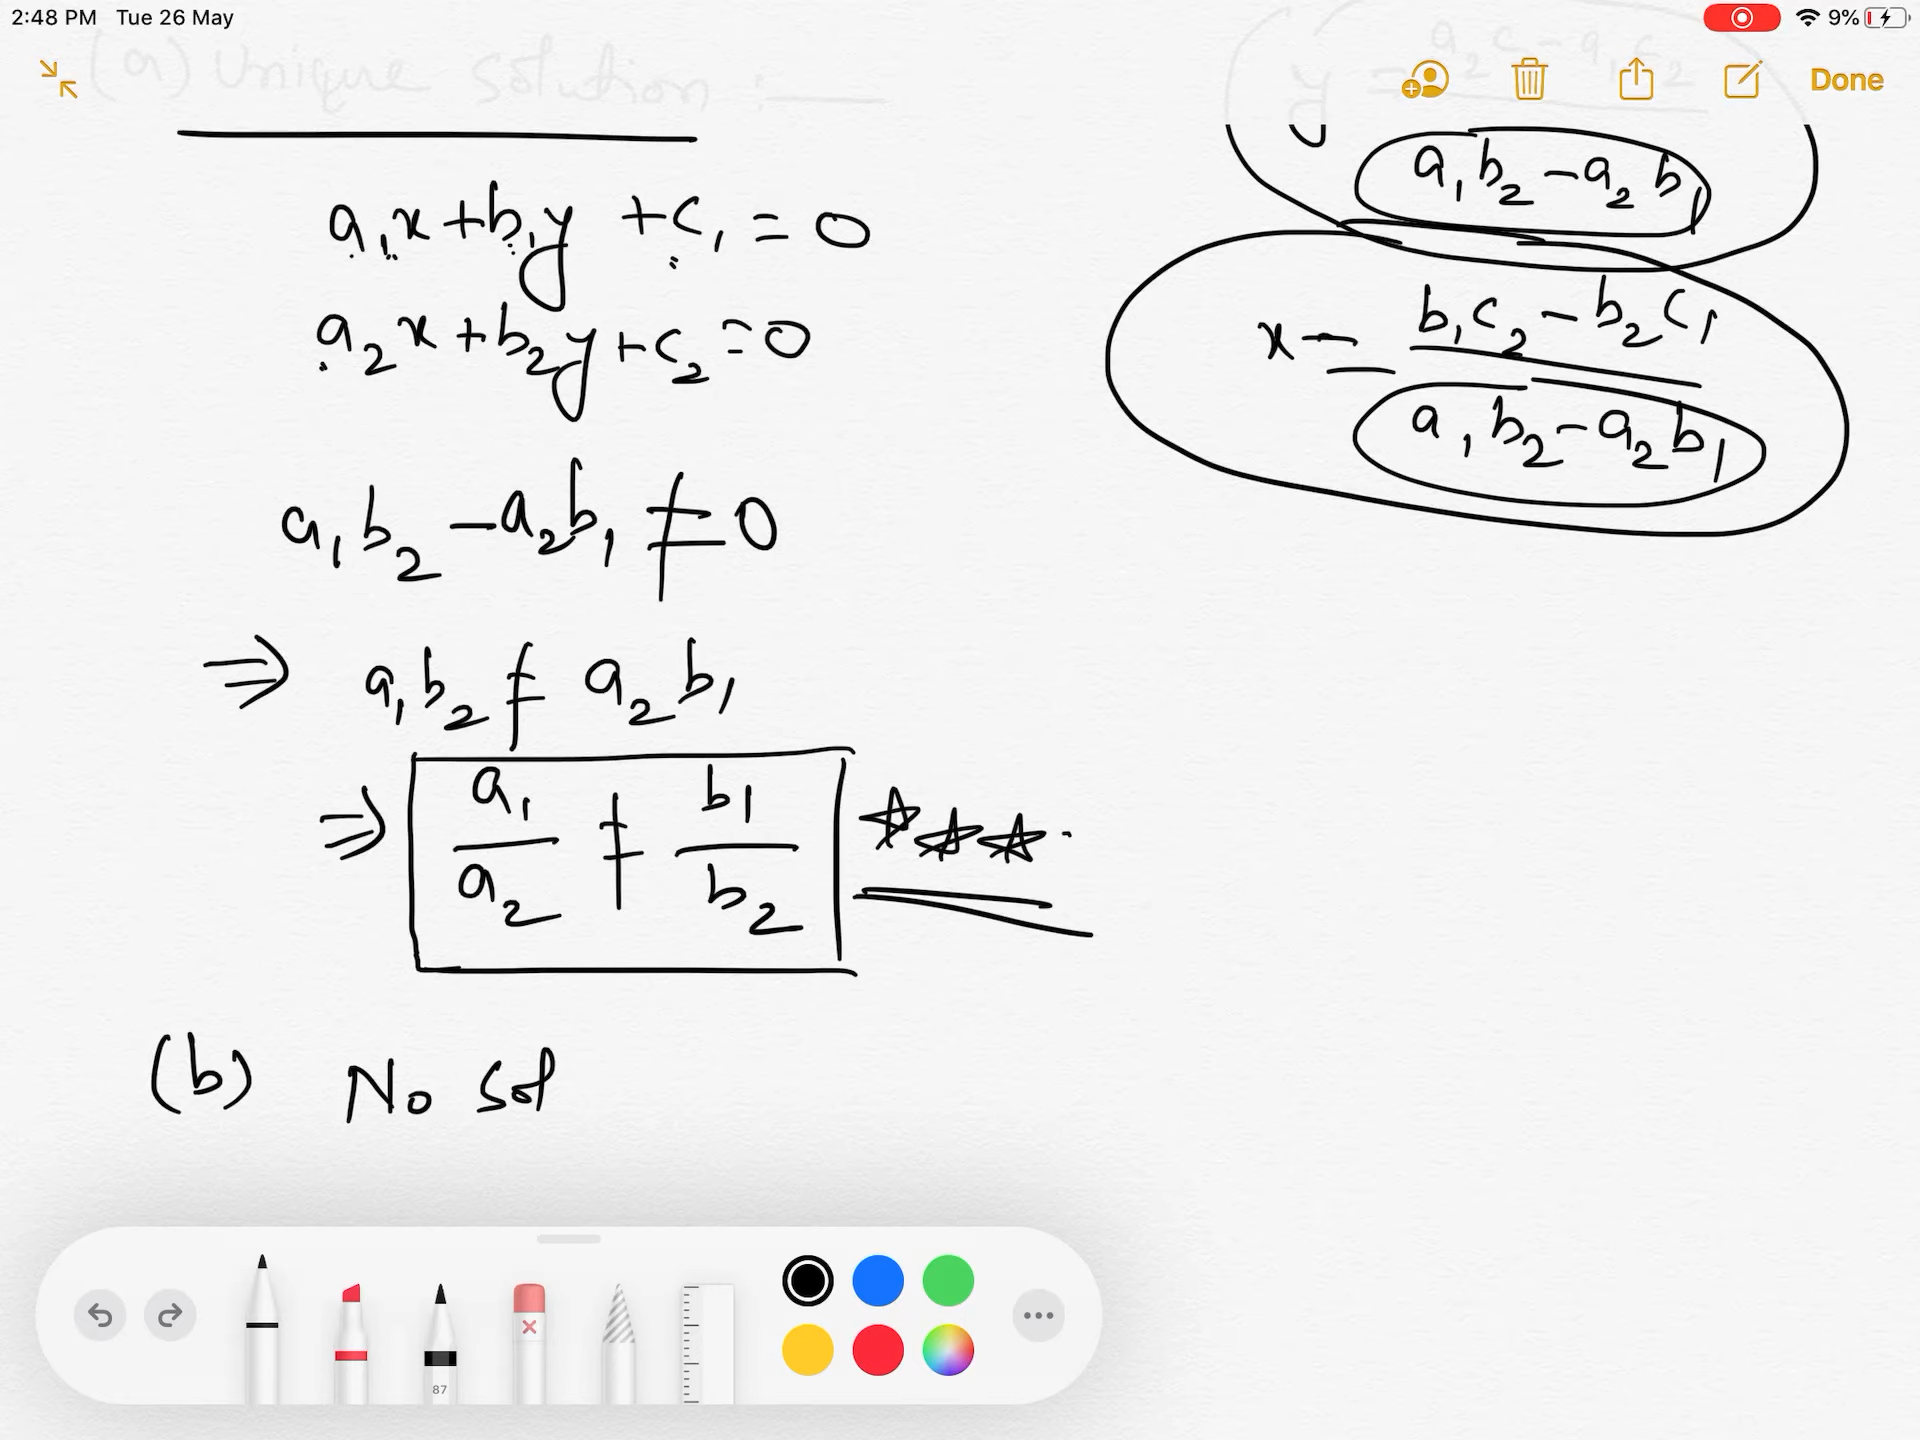 2:48 PM Tue 26 May
9%
(a) Unique Solution :
Done
a₁x + b₁y + c₁ = 0
a₂x + b₂y + c₂ = 0
a₁b₂ - a₂b₁ ≠ 0
⇒ a₁b₂ ≠ a₂b₁
⇒ a₁/a₂ ≠ b₁/b₂ ☆☆☆
(b) No sol
a₁b₂ - a₂b₁
x = (b₁c₂ - b₂c₁)/(a₁b₂ - a₂b₁)
87